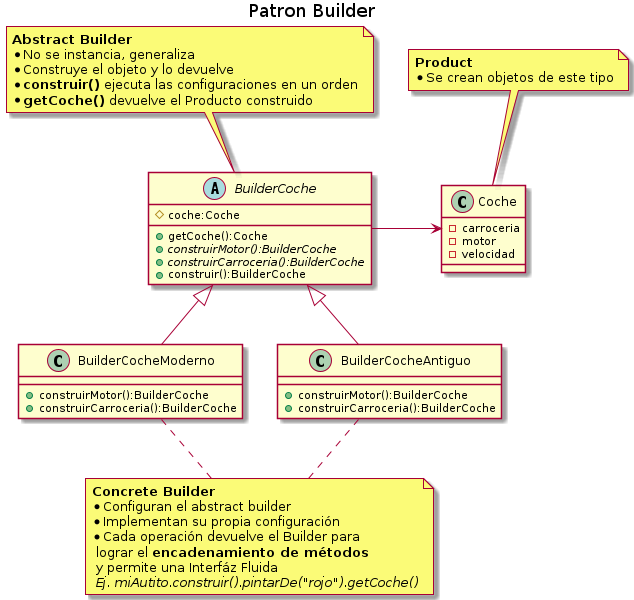 Patron Builder
Abstract Builder
•No se instancia, generaliza
•Construye el objeto y lo devuelve
•construir() ejecuta las configuraciones en un orden
•getCoche() devuelve el Producto construido
Product
•Se crean objetos de este tipo
A BuilderCoche
coche:Coche
getCoche():Coche
construirMotor():BuilderCoche
construirCarroceria():BuilderCoche
construir():BuilderCoche
C Coche
carroceria
motor
velocidad
C BuilderCocheModerno
construirMotor():BuilderCoche
construirCarroceria():BuilderCoche
C BuilderCocheAntiguo
construirMotor():BuilderCoche
construirCarroceria():BuilderCoche
Concrete Builder
•Configuran el abstract builder
•Implementan su propia configuración
•Cada operación devuelve el Builder para
lograr el encadenamiento de métodos
y permite una Interfáz Fluida
Ej. miAutito.construir().pintarDe("rojo").getCoche()